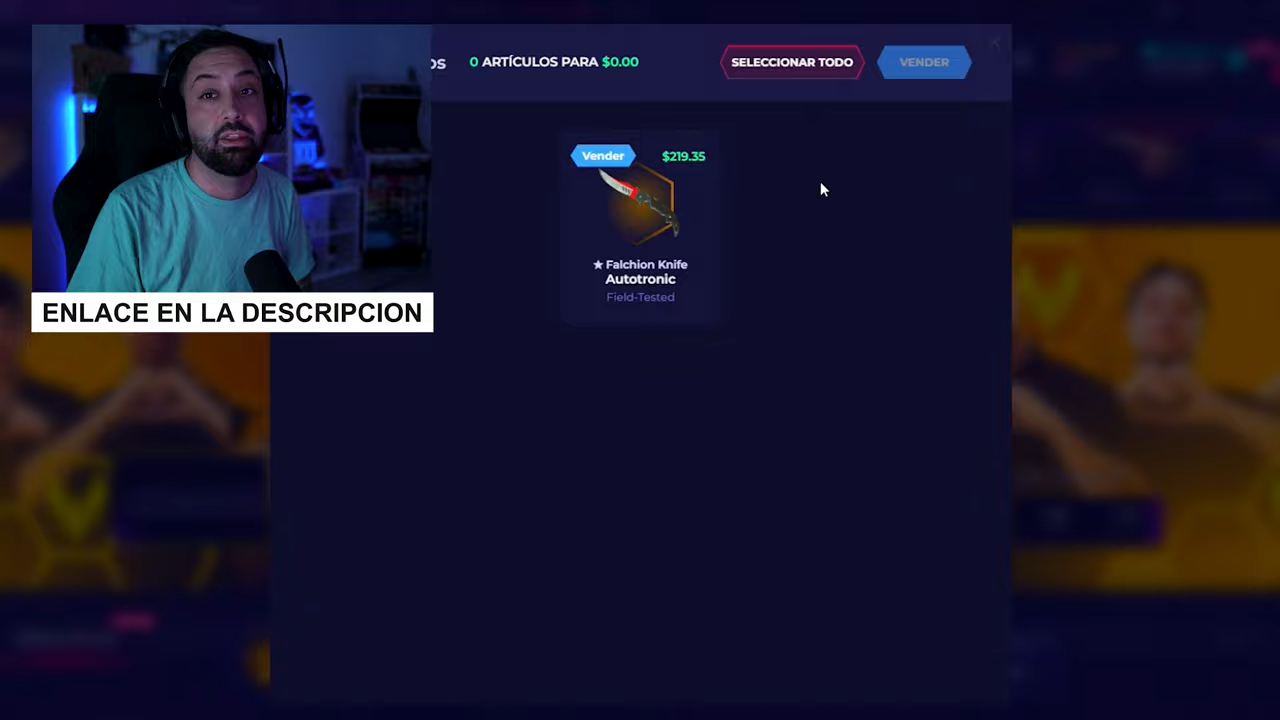 OS
0 ARTÍCULOS PARA $0.00
SELECCIONAR TODO
VENDER
Vender
$219.35
★ Falchion Knife
Autotronic
Field-Tested
ENLACE EN LA DESCRIPCION